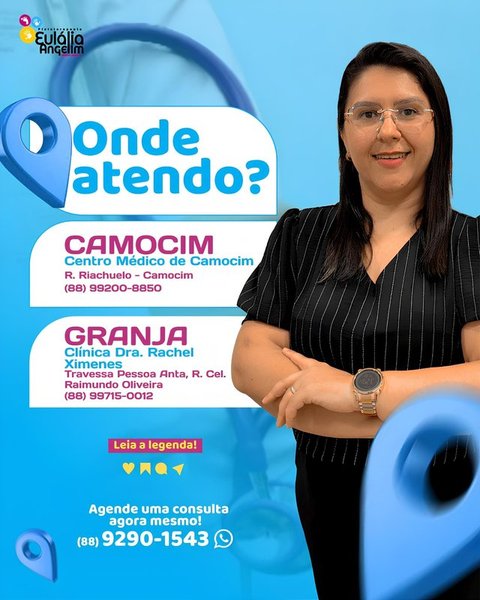 Fisioterapeuta
Eulália
Angelim
Onde
atendo?
CAMOCIM
Centro Médico de Camocim
R. Riachuelo - Camocim
(88) 99200-8850
GRANJA
Clínica Dra. Rachel
Ximenes
Travessa Pessoa Anta, R. Cel.
Raimundo Oliveira
(88) 99715-0012
Leia a legenda!
Agende uma consulta
agora mesmo!
(88) 9290-1543